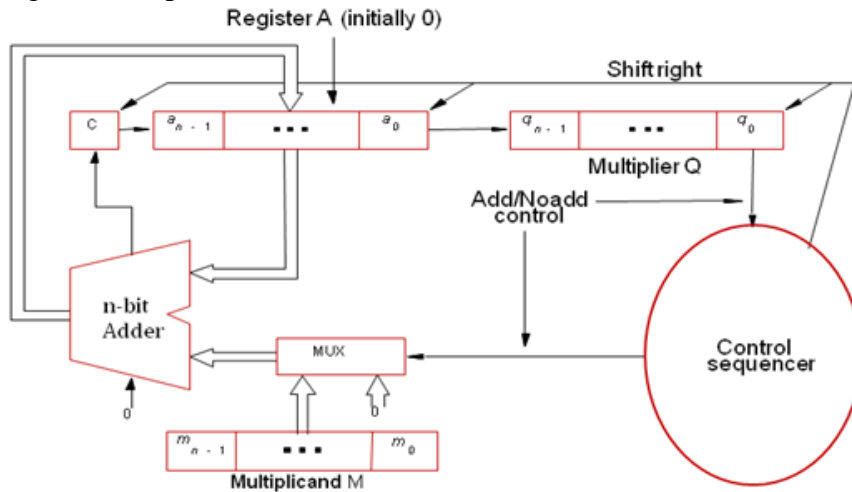 Register A (initially 0)
Shift right
C a n - 1 ... a 0 q n - 1 ... q 0
Multiplier Q
Add/Noadd
control
n-bit
Adder
MUX
Control
sequencer
0 0
m n - 1 ... m 0
Multiplicand M